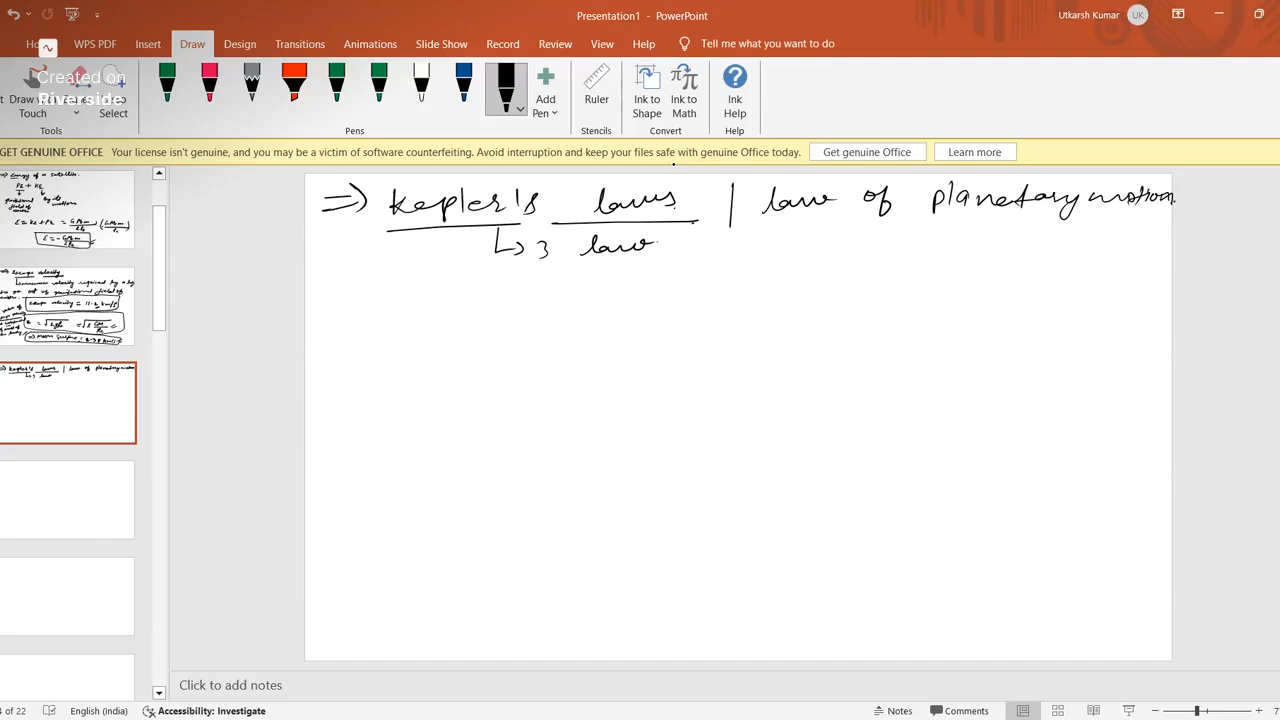 Presentation1 - PowerPoint
Utkarsh Kumar
UK
WPS PDF
Insert
Draw
Design
Transitions
Animations
Slide Show
Record
Review
View
Help
Tell me what you want to do
Created on
Riverside
Draw
Touch
Select
Add
Pen
Ruler
Ink to
Shape
Ink to
Math
Ink
Help
Tools
Pens
Stencils
Convert
Help
GET GENUINE OFFICE Your license isn't genuine, and you may be a victim of software counterfeiting. Avoid interruption and keep your files safe with genuine Office today.
Get genuine Office
Learn more
⇒ Kepler's laws | law of planetary motion.
↳ 3 law
Click to add notes
of 22
English (India)
Accessibility: Investigate
Notes
Comments
7